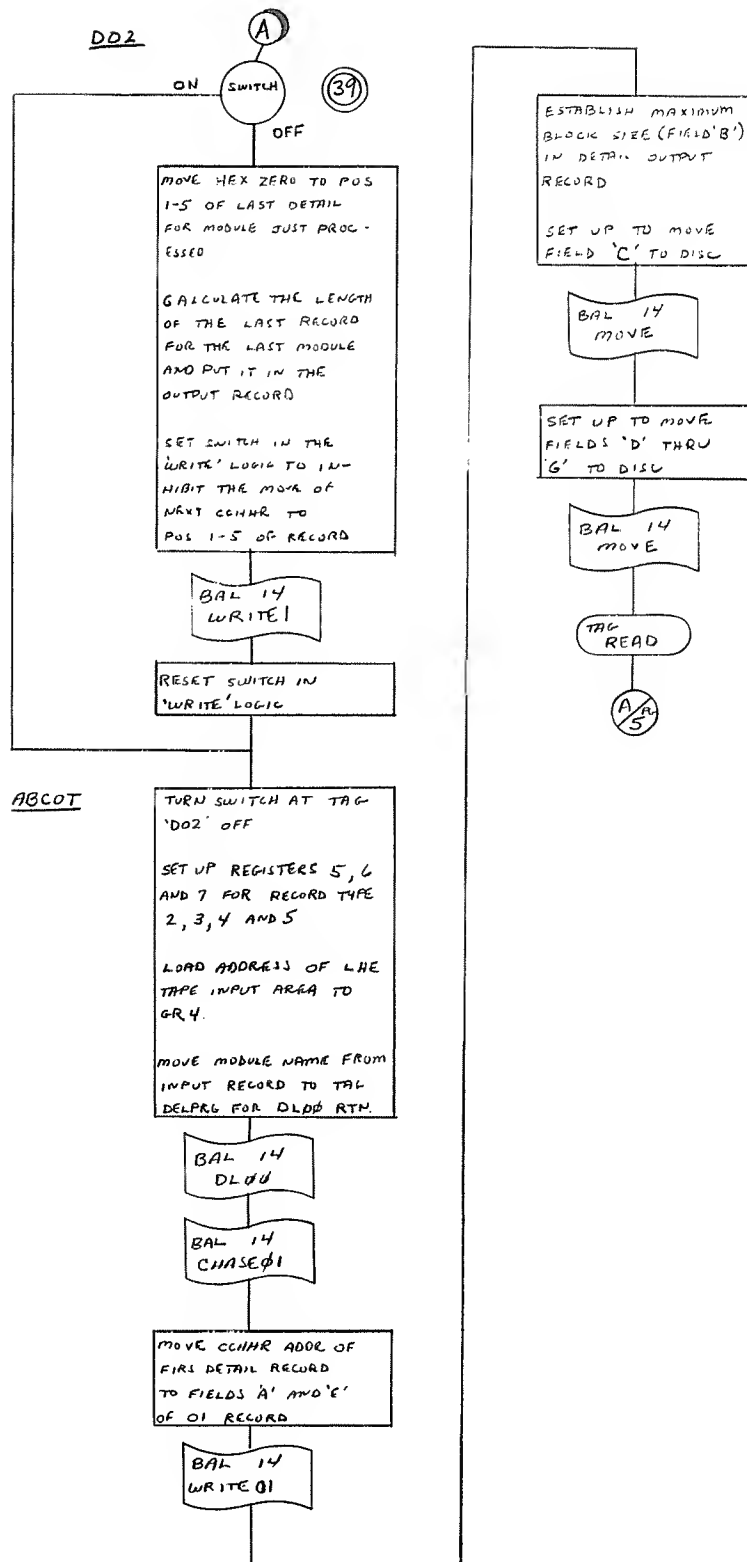 DO2
A
ON
SWITCH
39
OFF
MOVE HEX ZERO TO POS
1-5 OF LAST DETAIL
FOR MODULE JUST PROC-
ESSED
CALCULATE THE LENGTH
OF THE LAST RECORD
FOR THE LAST MODULE
AND PUT IT IN THE
OUTPUT RECORD
SET SWITCH IN THE
'WRITE' LOGIC TO IN-
HIBIT THE MOVE OF
NEXT CCHHR TO
POS 1-5 OF RECORD
BAL 14
WRITE1
RESET SWITCH IN
'WRITE' LOGIC
ABCOT
TURN SWITCH AT TAG
'DO2' OFF
SET UP REGISTERS 5, 6
AND 7 FOR RECORD TYPE
2, 3, 4 AND 5
LOAD ADDRESS OF LHE
TAPE INPUT AREA TO
GR 4.
MOVE MODULE NAME FROM
INPUT RECORD TO TAG
DELPRG FOR DLDØ RTN.
BAL 14
DLØØ
BAL 14
CHASEØ1
MOVE CCHHR ADDR OF
FIRS DETAIL RECORD
TO FIELDS 'A' AND 'E'
OF 01 RECORD
BAL 14
WRITE 01
ESTABLISH MAXIMUM
BLOCK SIZE (FIELD 'B')
IN DETAIL OUTPUT
RECORD
SET UP TO MOVE
FIELD 'C' TO DISC
BAL 14
MOVE
SET UP TO MOVE
FIELDS 'D' THRU
'G' TO DISC
BAL 14
MOVE
TAG
READ
A/PG
5